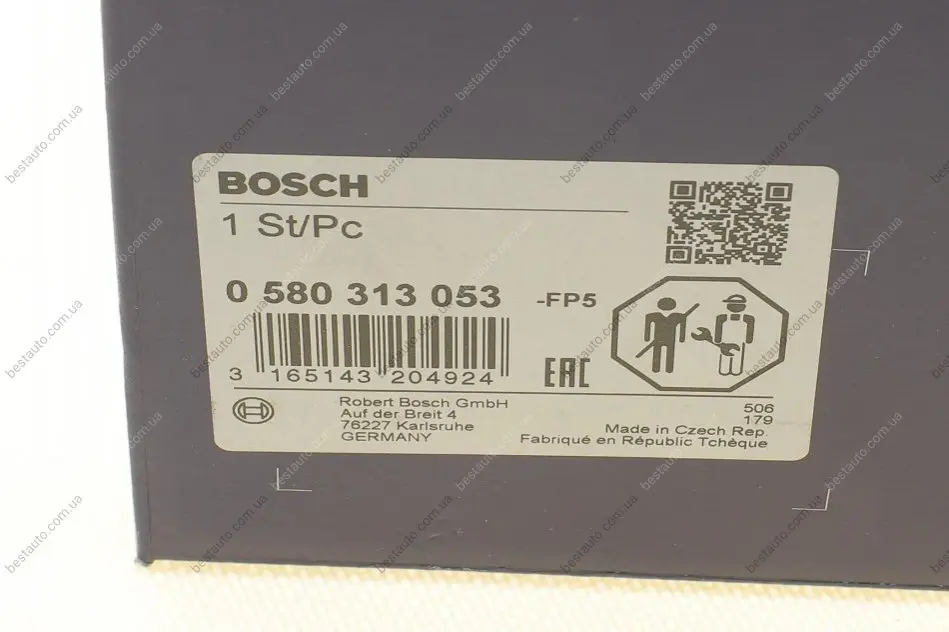 BOSCH
1 St/Pc
0 580 313 053 -FP5
3 165143 204924
EAC
Robert Bosch GmbH
Auf der Breit 4
76227 Karlsruhe
GERMANY
506
179
Made in Czech Rep.
Fabriqué en Républic Tchèque
bestauto.com.ua